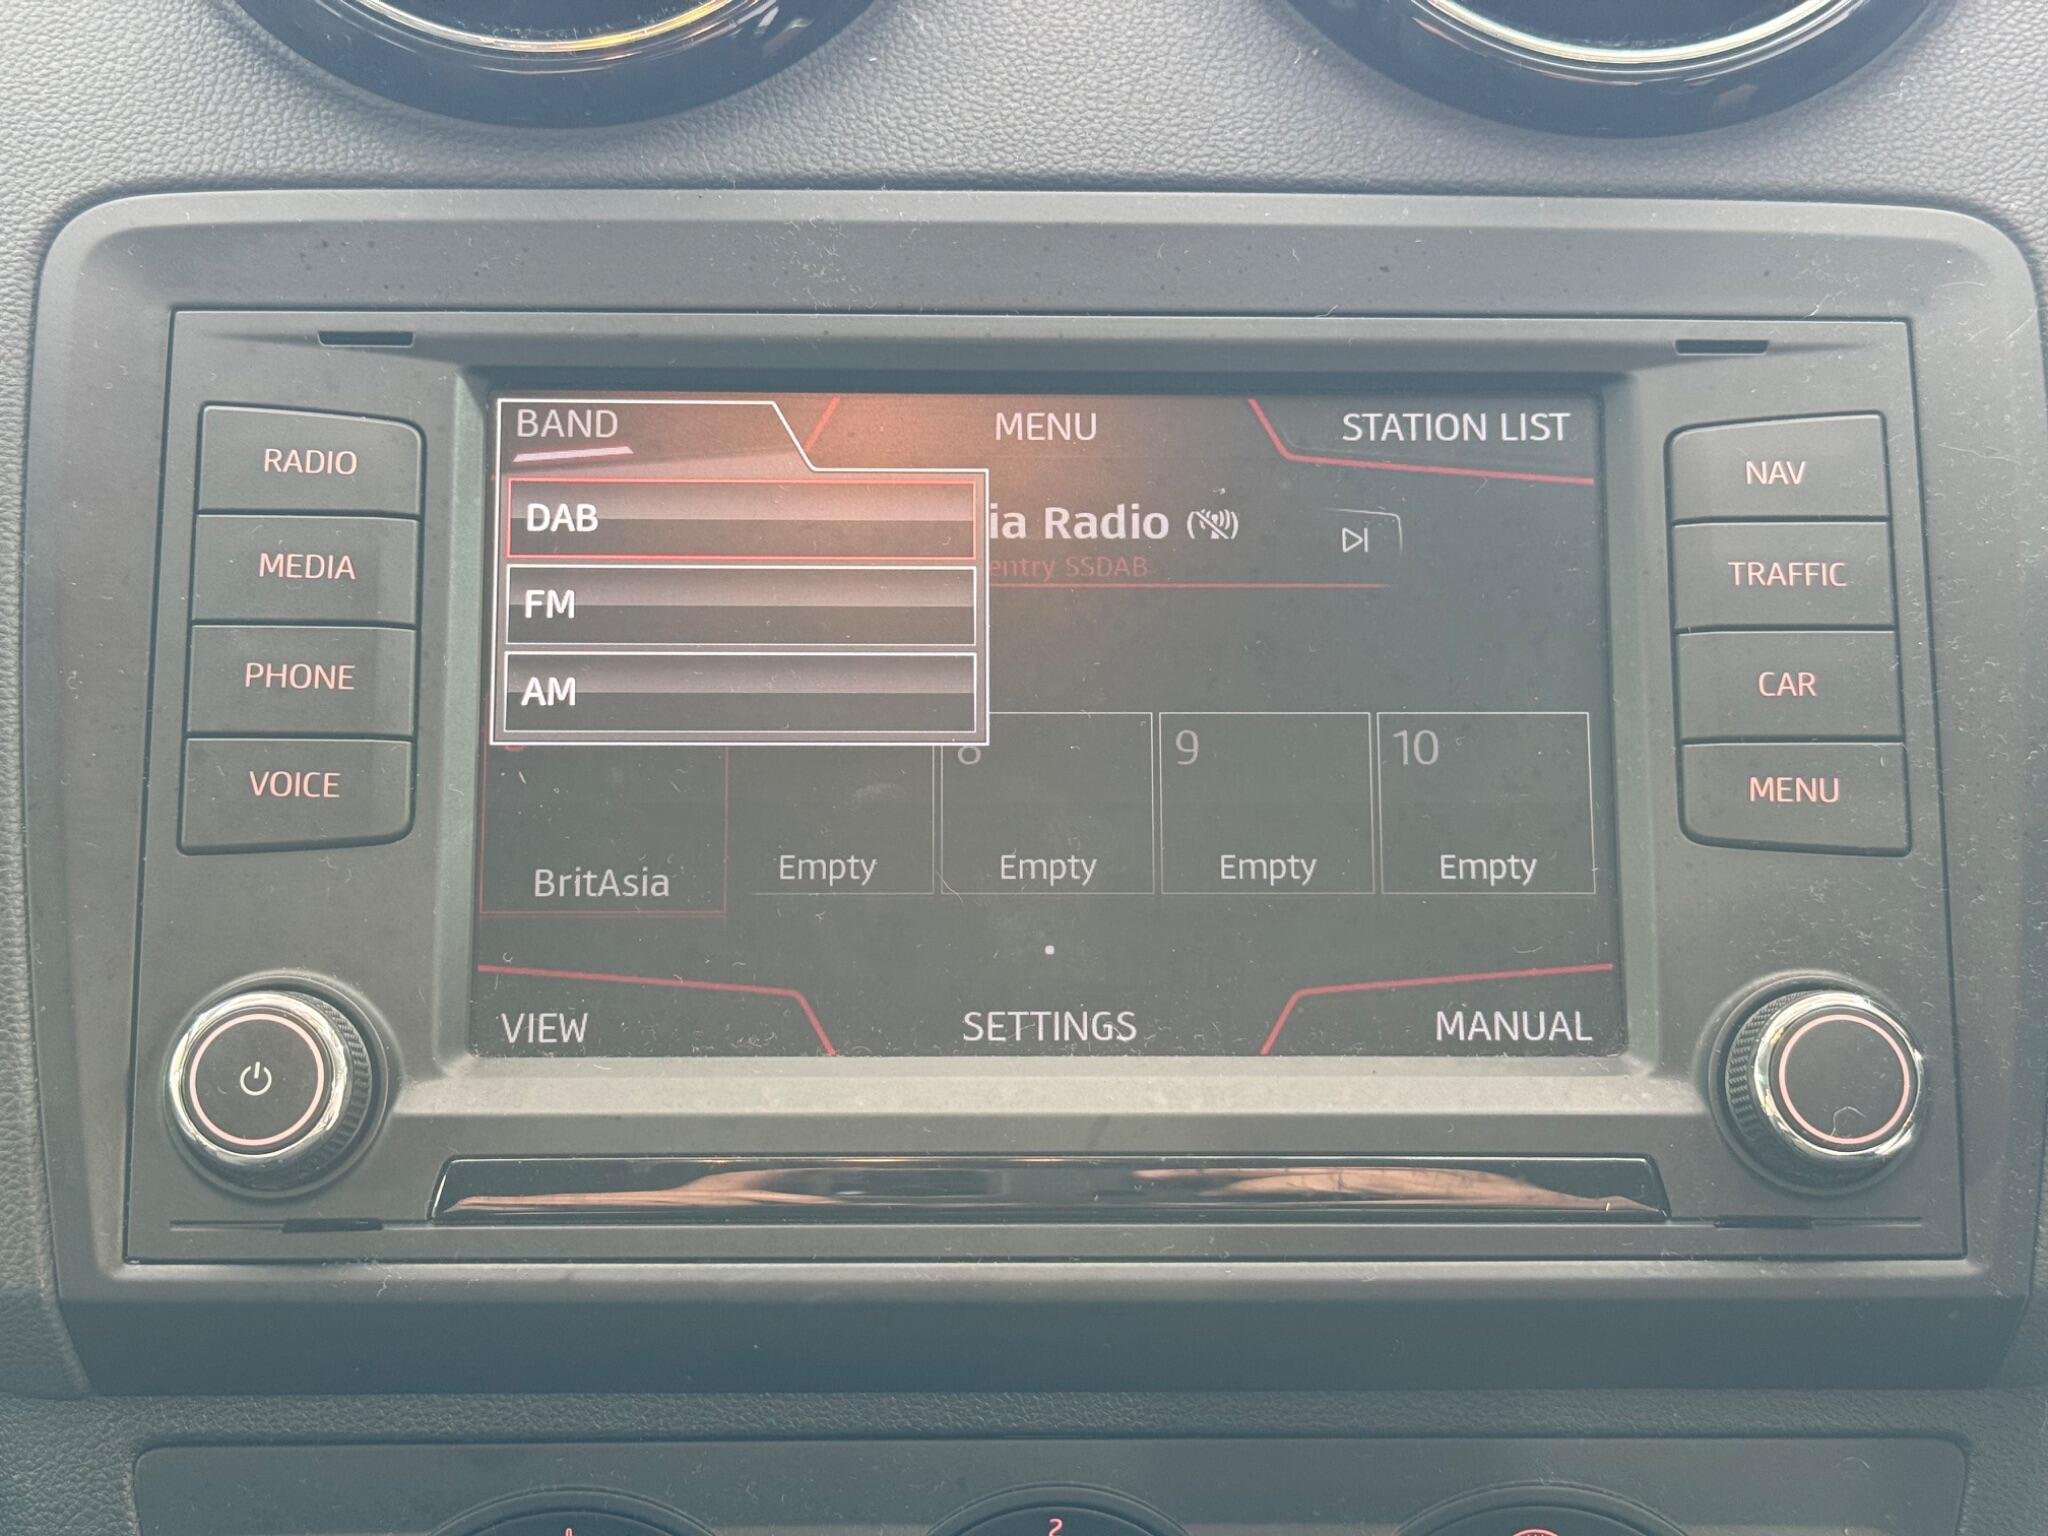 BAND
MENU
STATION LIST
DAB
FM
AM
ia Radio
entry SSDAB
8
9
10
BritAsia
Empty
Empty
Empty
Empty
VIEW
SETTINGS
MANUAL
RADIO
MEDIA
PHONE
VOICE
NAV
TRAFFIC
CAR
MENU